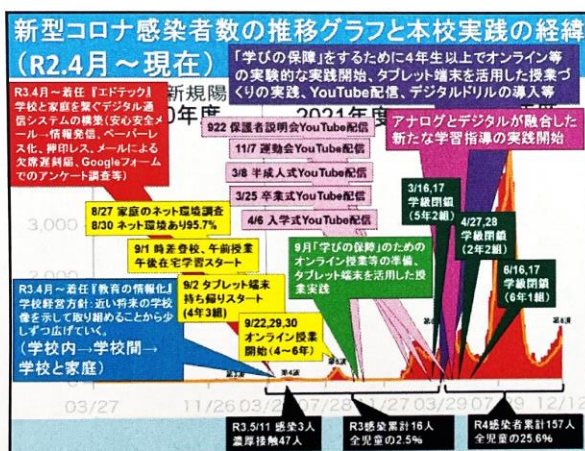 新型コロナ感染者数の推移グラフと本校実践の経緯
(R2.4月~現在)
「学びの保障」をするために4年生以上でオンライン等
の実験的な実践開始、タブレット端末を活用した授業づ
くりの実践、YouTube配信、デジタルドリルの導入等
R3.4月~着任『エドテック』
学校と家庭を繋ぐデジタル通
信システムの構築(安心安全メ
ール→情報発信、ペーパーレ
ス化、押印レス、メールによる
欠席遅刻届、Googleフォーム
でのアンケート調査等)
新規陽
0年度
2021年度
922 保護者説明会YouTube配信
11/7 運動会YouTube配信
3/8 半成人式YouTube配信
3/25 卒業式YouTube配信
4/6 入学式YouTube配信
アナログとデジタルが融合した
新たな学習指導の実践開始
3/16,17
学級閉鎖
(5年2組)
4/27,28
学級閉鎖
(2年2組)
6/16,17
学級閉鎖
(6年1組)
3,000
8/27 家庭のネット環境調査
8/30 ネット環境あり95.7%
9/1 時差登校、午前授業
午後在宅学習スタート
9/2 タブレット端末
持ち帰りスタート
(4年3組)
9/22,29,30
オンライン授業
開始(4~6年)
9月「学びの保障」のための
オンライン授業等の準備、
タブレット端末を活用した授
業実践
R3.4月~着任『教育の情報化』
学校経営方針:近い将来の学校
像を示して取り組めることから少
しずつ広げていく。
(学校内→学校間→
学校と家庭)
第4波
第5波
03/27
11/26
03/28
07/28
11/27
03/29
07/29
12/12
R3.5/11 感染3人
濃厚接触47人
R3感染累計16人
全児童の2.5%
R4感染者累計157人
全児童の25.6%